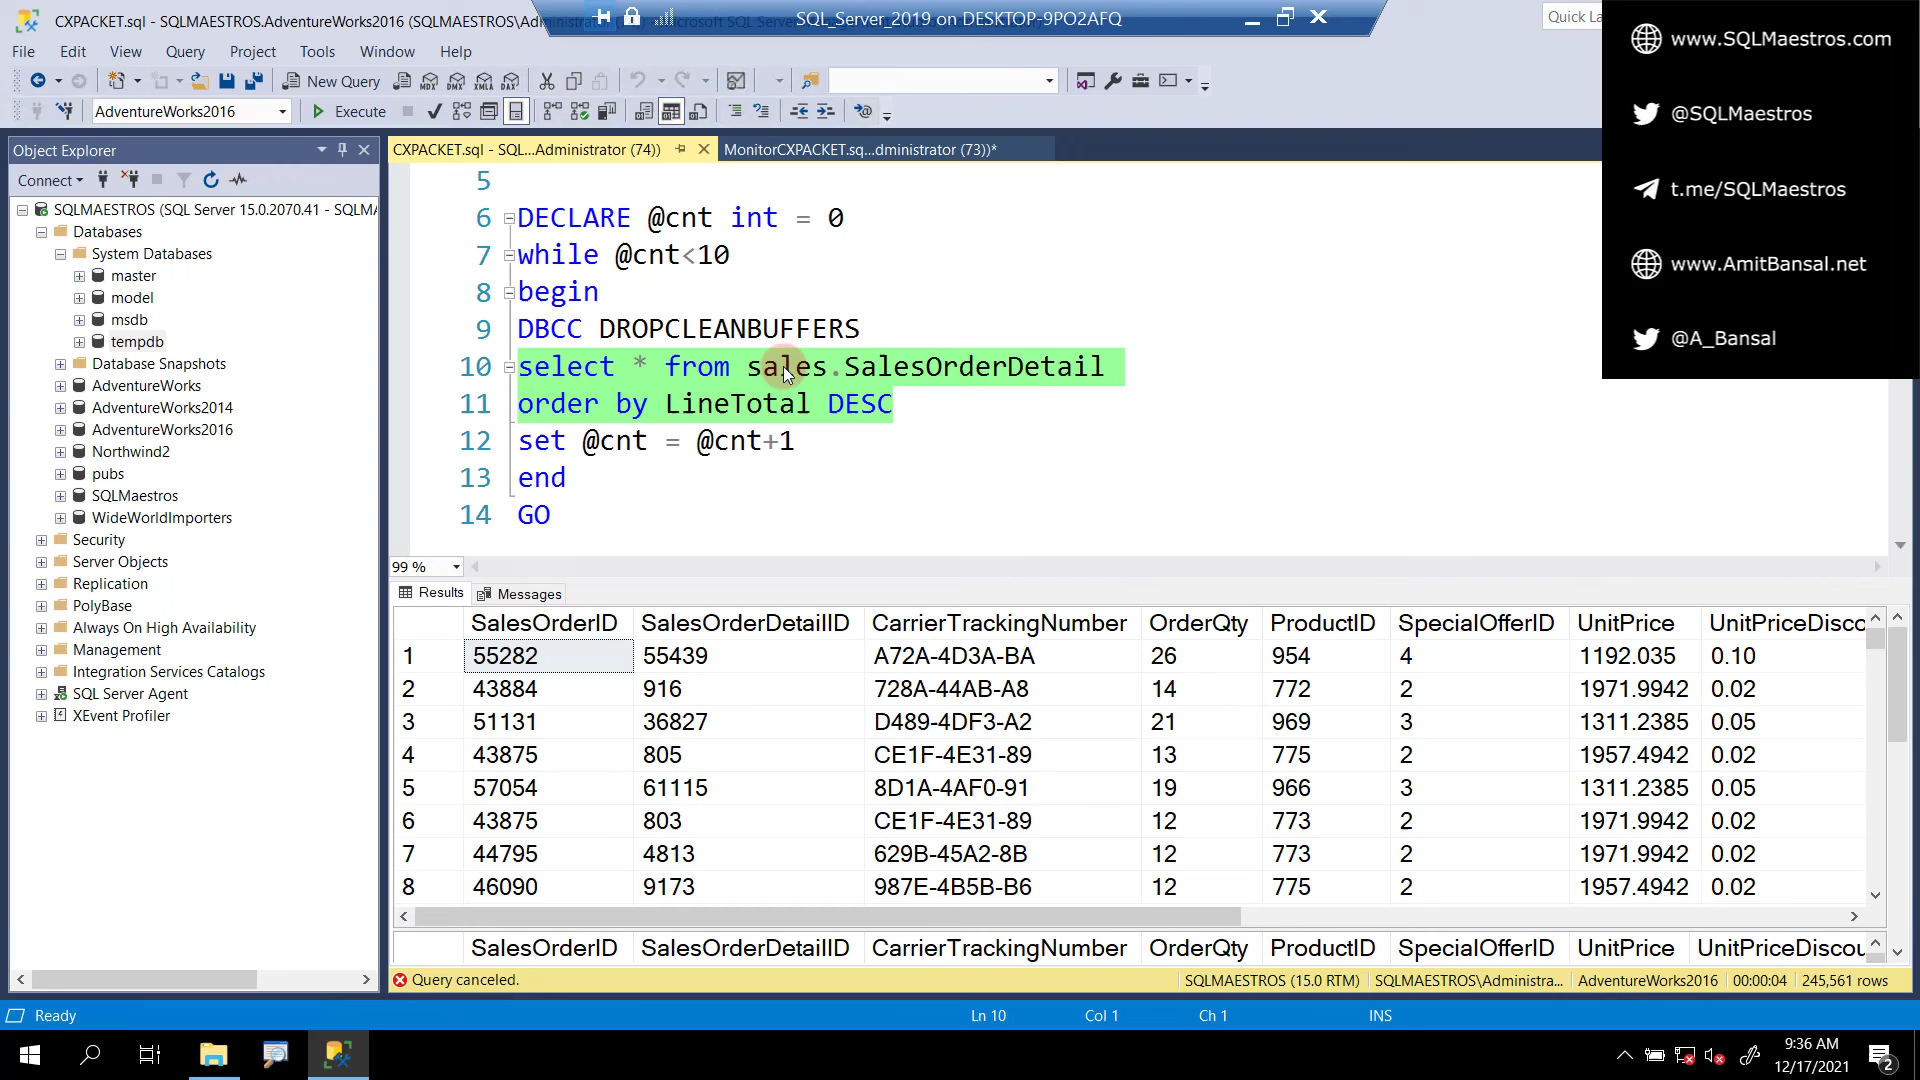 CXPACKET.sql - SQLMAESTROS.AdventureWorks2016 (SQLMAESTROS\Administrator (74)) - Microsoft SQL Server
SQL_Server_2019 on DESKTOP-9PO2AFQ
Quick La
File Edit View Query Project Tools Window Help
New Query
MDX DMX XMLA DAX
AdventureWorks2016
Execute
Object Explorer
Connect
SQLMAESTROS (SQL Server 15.0.2070.41 - SQLMA
Databases
System Databases
master
model
msdb
tempdb
Database Snapshots
AdventureWorks
AdventureWorks2014
AdventureWorks2016
Northwind2
pubs
SQLMaestros
WideWorldImporters
Security
Server Objects
Replication
PolyBase
Always On High Availability
Management
Integration Services Catalogs
SQL Server Agent
XEvent Profiler
CXPACKET.sql - SQL...Administrator (74))
MonitorCXPACKET.sq...dministrator (73))*
5
6 DECLARE @cnt int = 0
7 while @cnt<10
8 begin
9 DBCC DROPCLEANBUFFERS
10 select * from sales.SalesOrderDetail
11 order by LineTotal DESC
12 set @cnt = @cnt+1
13 end
14 GO
99 %
Results Messages
SalesOrderID SalesOrderDetailID CarrierTrackingNumber OrderQty ProductID SpecialOfferID UnitPrice UnitPriceDisco
1 55282 55439 A72A-4D3A-BA 26 954 4 1192.035 0.10
2 43884 916 728A-44AB-A8 14 772 2 1971.9942 0.02
3 51131 36827 D489-4DF3-A2 21 969 3 1311.2385 0.05
4 43875 805 CE1F-4E31-89 13 775 2 1957.4942 0.02
5 57054 61115 8D1A-4AF0-91 19 966 3 1311.2385 0.05
6 43875 803 CE1F-4E31-89 12 773 2 1971.9942 0.02
7 44795 4813 629B-45A2-8B 12 773 2 1971.9942 0.02
8 46090 9173 987E-4B5B-B6 12 775 2 1957.4942 0.02
SalesOrderID SalesOrderDetailID CarrierTrackingNumber OrderQty ProductID SpecialOfferID UnitPrice UnitPriceDiscou
Query canceled.
SQLMAESTROS (15.0 RTM) SQLMAESTROS\Administra... AdventureWorks2016 00:00:04 245,561 rows
Ready
Ln 10 Col 1 Ch 1 INS
9:36 AM
12/17/2021
2
www.SQLMaestros.com
@SQLMaestros
t.me/SQLMaestros
www.AmitBansal.net
@A_Bansal